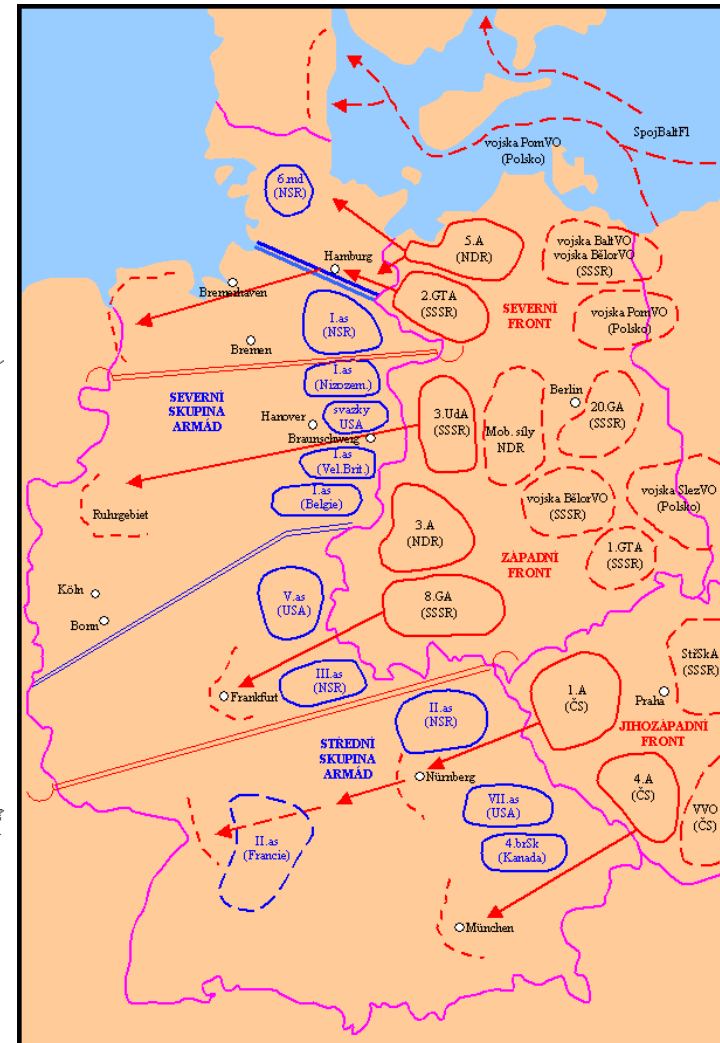 SpojBaltFl
vojska PomVO
(Polsko)
6.md
(NSR)
5.A
(NDR)
vojska BaltVO
vojska BělorVO
(SSSR)
Hamburg
Bremerhaven
2.GTA
(SSSR)
SEVERNÍ
FRONT
vojska PomVO
(Polsko)
I.as
(NSR)
Bremen
I.as
(Nizozem.)
SEVERNÍ
SKUPINA
ARMÁD
Hanover
svazky
USA
Braunschweig
3.UdA
(SSSR)
Mob. síly
NDR
Berlin
20.GA
(SSSR)
I.as
(Vel.Brit.)
I.as
(Belgie)
Ruhrgebiet
vojska BělorVO
(SSSR)
vojska SlezVO
(Polsko)
3.A
(NDR)
ZÁPADNÍ
FRONT
1.GTA
(SSSR)
Köln
Bonn
V.as
(USA)
8.GA
(SSSR)
StřSkA
(SSSR)
III.as
(NSR)
Frankfurt
1.A
(ČS)
Praha
II.as
(NSR)
JIHOZÁPADNÍ
FRONT
STŘEDNÍ
SKUPINA
ARMÁD
Nürnberg
4.A
(ČS)
VVO
(ČS)
VII.as
(USA)
II.as
(Francie)
4.brSk
(Kanada)
München